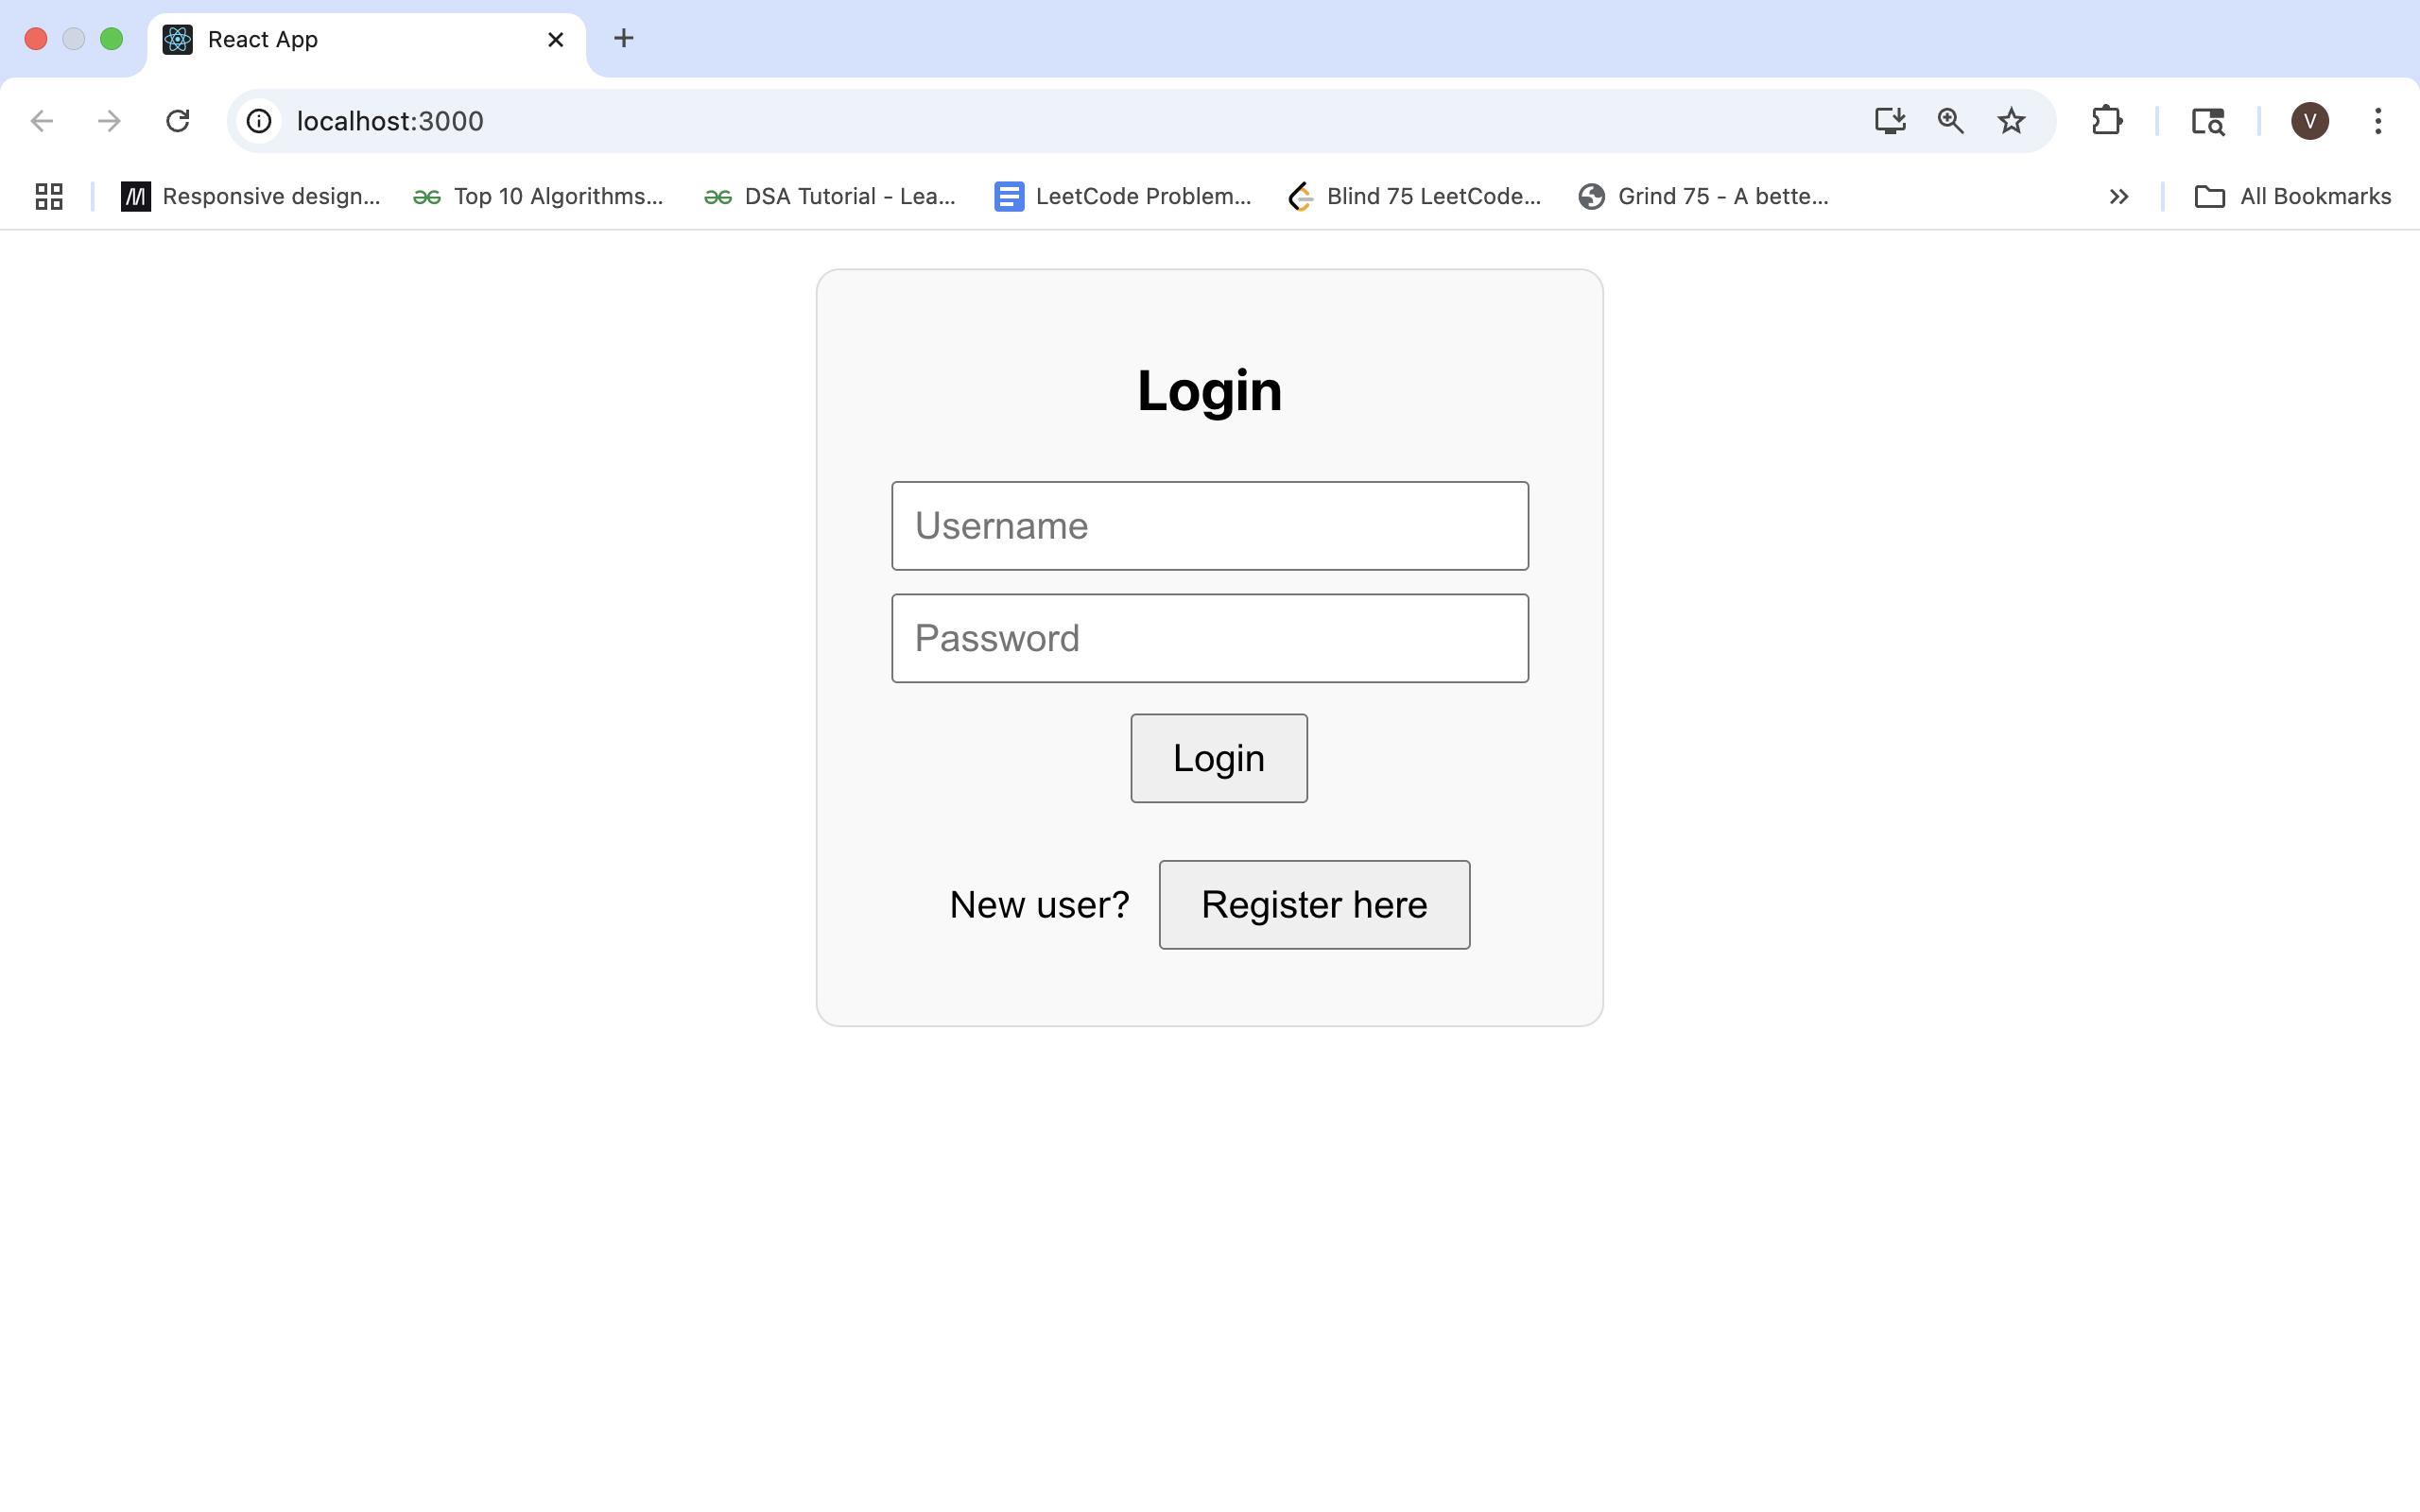 React App
localhost:3000
V
Responsive design... Top 10 Algorithms... DSA Tutorial - Lea... LeetCode Problem... Blind 75 LeetCode... Grind 75 - A bette... All Bookmarks
Login
Username
Password
Login
New user? Register here